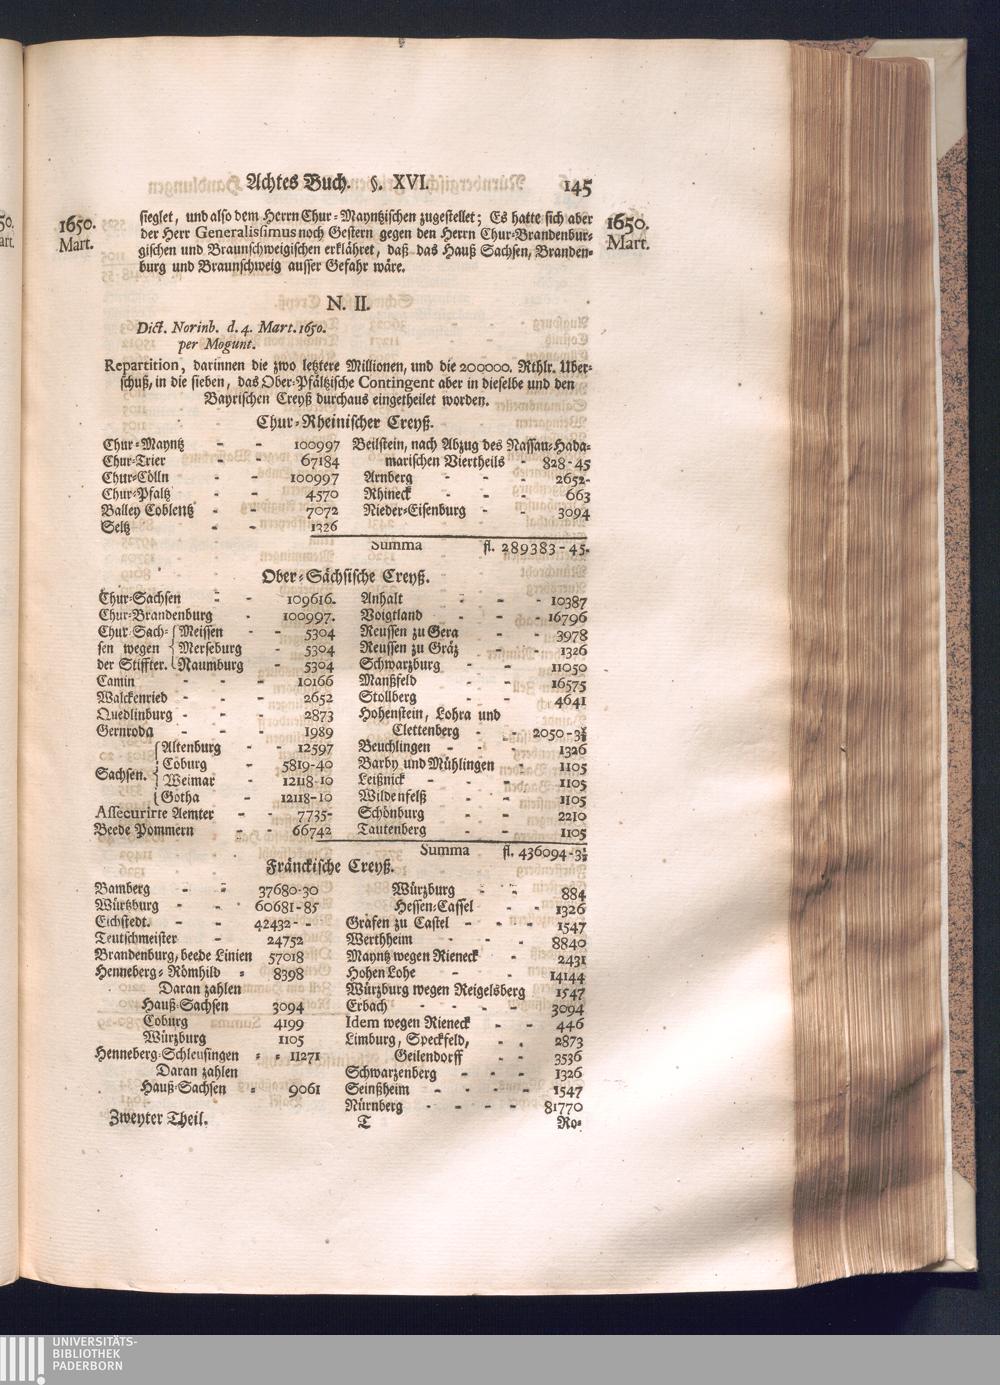 Achtes Buch. §. XVI. 145
1650. Mart.
sieglet, und also dem Herrn Chur-Mayntzischen zugestellet; Es hatte sich aber
der Herr Generalissimus noch Gestern gegen den Herrn Chur-Brandenbur-
gischen und Braunschweigischen erklähret, daß das Hauß Sachsen, Branden-
burg und Braunschweig ausser Gefahr wäre.
1650. Mart.
N. II.
Dict. Norinb. d. 4. Mart. 1650.
per Mogunt.
Repartition, darinnen die zwo letztere Millionen, und die 200000. Rthlr. Uber-
schuß, in die sieben, das Ober-Pfältzische Contingent aber in dieselbe und den
Bayrischen Creyß durchaus eingetheilet worden.
Chur-Rheinischer Creyß.
Chur-Mayntz - - 100997
Chur-Trier - - 67184
Chur-Cölln - - 100997
Chur-Pfaltz - - 4570
Balley Coblentz - - 7072
Seltz - - 1326
Beilstein, nach Abzug des Nassau-Hada-
marischen Viertheils - 828-45
Arnberg - - - 2652-
Rhineck - - - 663
Nieder-Eisenburg - - 3094
Summa fl. 289383-45.
Ober-Sächsische Creyß.
Chur-Sachsen - - 109616.
Chur-Brandenburg - 100997.
Chur Sach- Meissen - - 5304
sen wegen Merseburg - 5304
der Stiffter. Naumburg - 5304
Camin - - - 10166
Walckenried - - - 2652
Quedlinburg - - - 2873
Gernroda - - - 1989
Altenburg - - 12597
Coburg - 5819-40
Sachsen. Weimar - 12118-10
Gotha - 12118-10
Assecurirte Aemter - - 7735-
Beede Pommern - - 66742
Anhalt - - - 10387
Voigtland - - - 16796
Reussen zu Gera - - 3978
Reussen zu Gräz - - 1326
Schwarzburg - - 11050
Manßfeld - - 16575
Stollberg - - 4641
Hohenstein, Lohra und
Clettenberg - - 2050-3½
Beuchlingen - - - 1326
Barby und Mühlingen - 1105
Leißnick - - - 1105
Wildenfelß - - 1105
Schönburg - - 2210
Tautenberg - - 1105
Summa fl. 436094-3½
Fränckische Creyß.
Bamberg - - 37680-30
Würtzburg - - 60681-85
Eichstedt. - - 42432- -
Teutschmeister - 24752
Brandenburg, beede Linien 57018
Henneberg-Römhild - 8398
Daran zahlen
Hauß-Sachsen 3094
Coburg 4199
Würzburg 1105
Henneberg-Schleusingen - - 11271
Daran zahlen
Hauß-Sachsen - 9061
Würzburg - - 884
Hessen-Cassel - - 1326
Grafen zu Castel - - - 1547
Werthheim - - - 8840
Mayntz wegen Rieneck - 2431
Hohen Lohe - - 14144
Würzburg wegen Reigelsberg 1547
Erbach - - - - 3094
Idem wegen Rieneck - - 446
Limburg, Speckfeld, - - 2873
Geilendorff - - 3536
Schwarzenberg - - - 1326
Seinßheim - - - - 1547
Nürnberg - - - - 81770
Zweyter Theil. T Ro-
UNIVERSITÄTS-
BIBLIOTHEK
PADERBORN